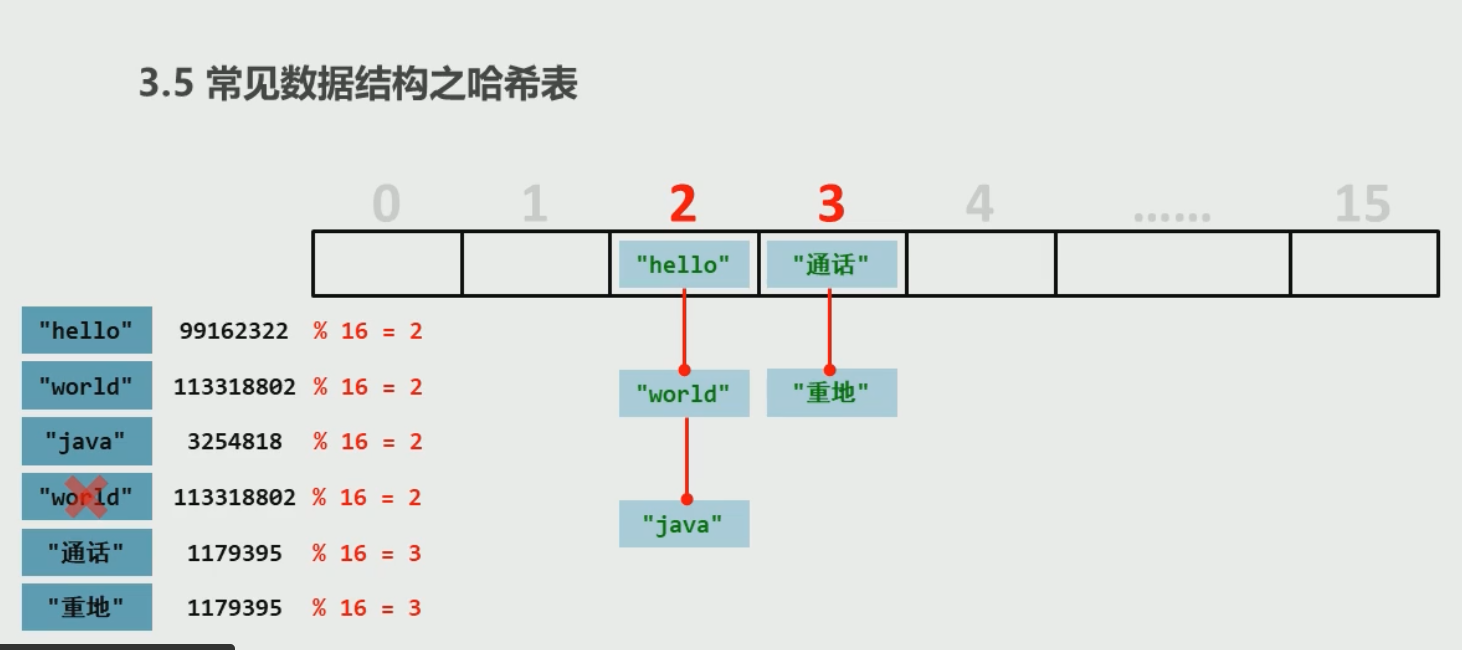 3.5 常见数据结构之哈希表
0 1 2 3 4 ...... 15
"hello" "通话"
"hello" 99162322 % 16 = 2
"world" 113318802 % 16 = 2 "world" "重地"
"java" 3254818 % 16 = 2
"world" 113318802 % 16 = 2
"java"
"通话" 1179395 % 16 = 3
"重地" 1179395 % 16 = 3